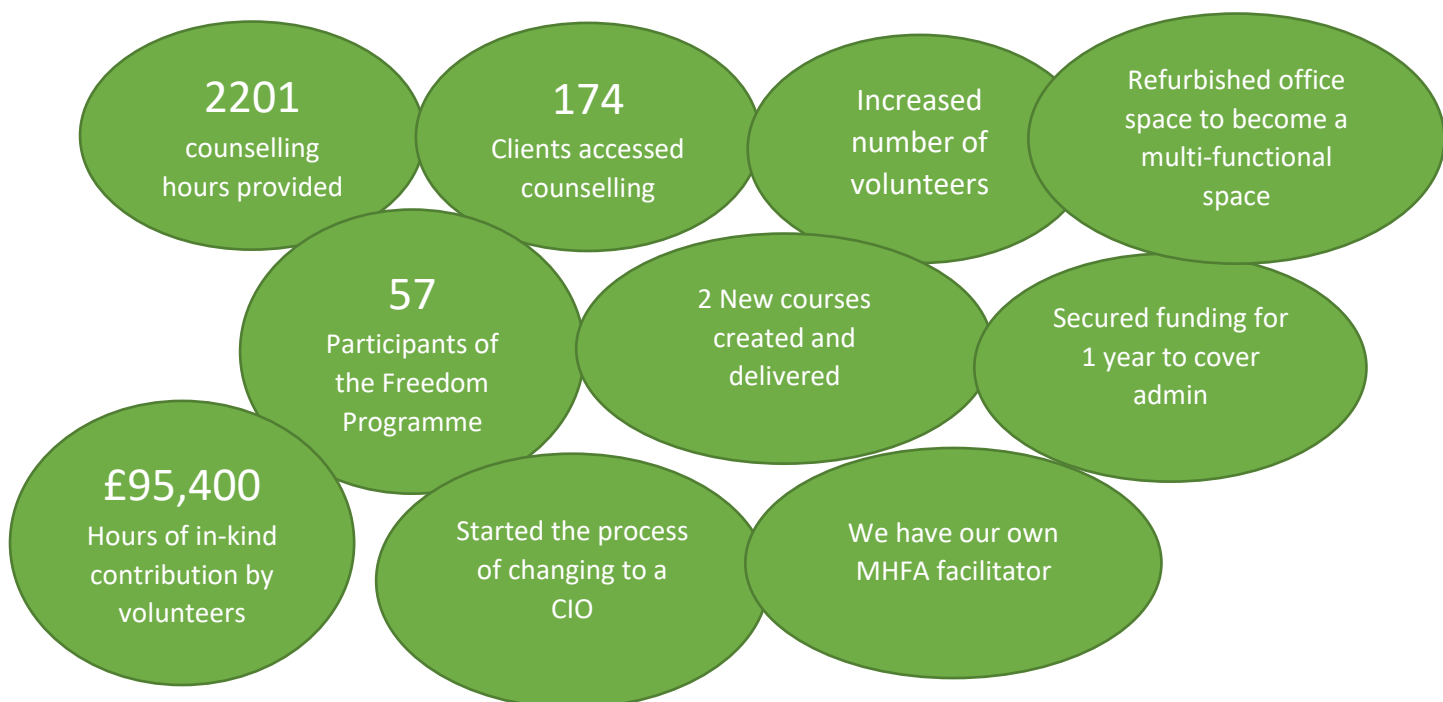 2201
counselling
hours provided
174
Clients accessed
counselling
Increased
number of
volunteers
Refurbished office
space to become a
multi-functional
space
57
Participants of
the Freedom
Programme
2 New courses
created and
delivered
Secured funding for
1 year to cover
admin
£95,400
Hours of in-kind
contribution by
volunteers
Started the process
of changing to a
CIO
We have our own
MHFA facilitator